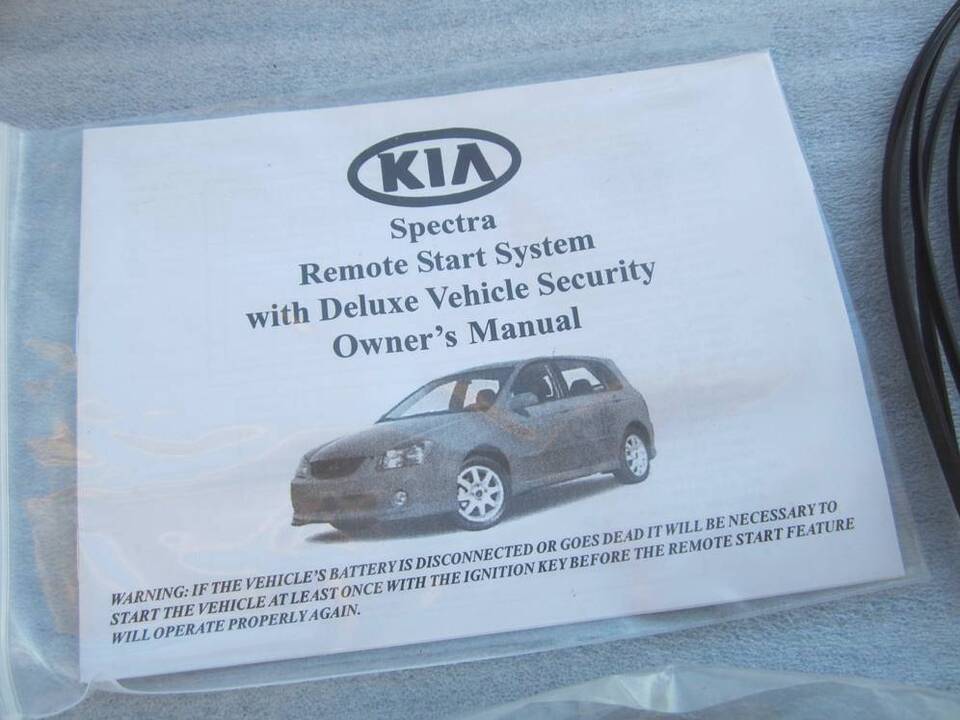 KIA
Spectra
Remote Start System
with Deluxe Vehicle Security
Owner's Manual
WARNING: IF THE VEHICLE'S BATTERY IS DISCONNECTED OR GOES DEAD IT WILL BE NECESSARY TO
START THE VEHICLE AT LEAST ONCE WITH THE IGNITION KEY BEFORE THE REMOTE START FEATURE
WILL OPERATE PROPERLY AGAIN.